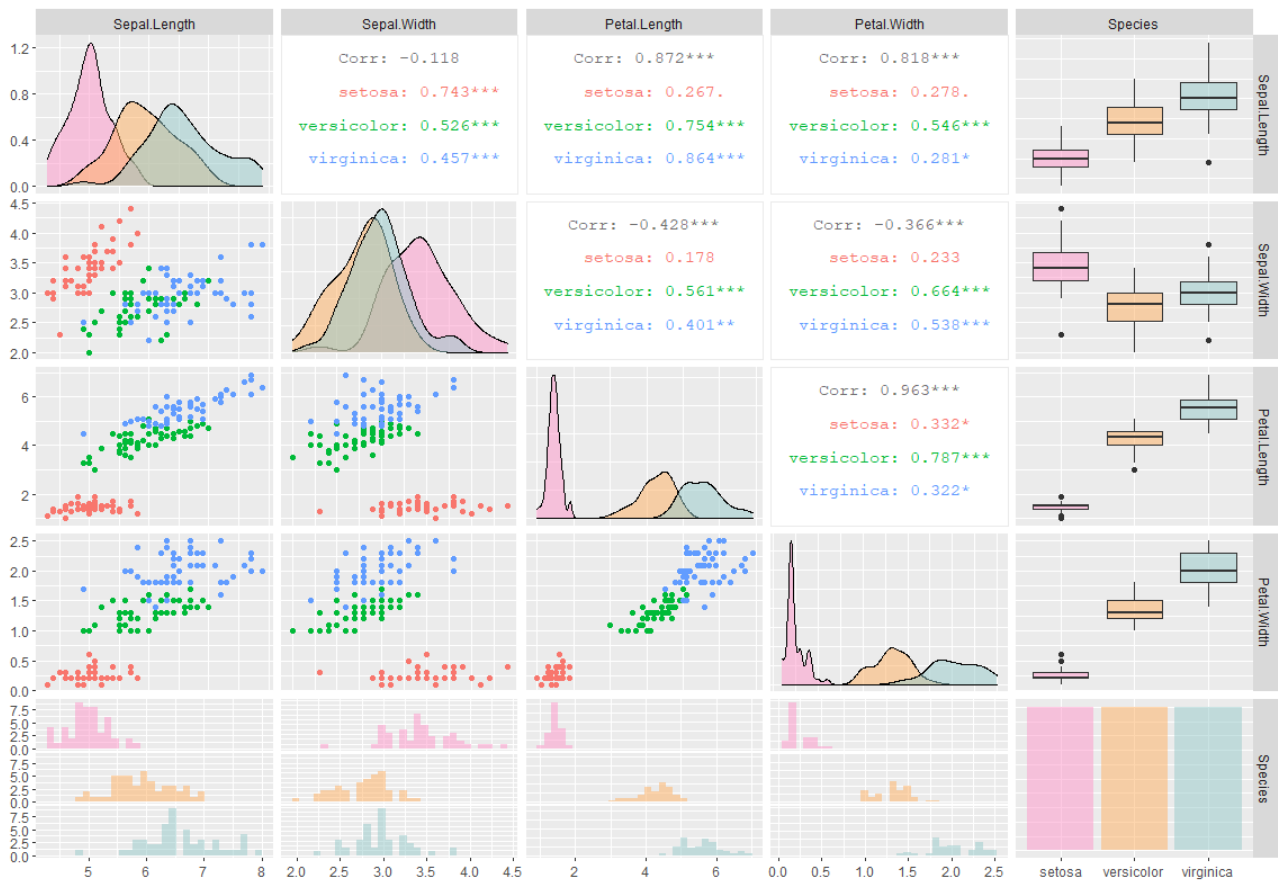 Sepal.Length Sepal.Width Petal.Length Petal.Width Species
1.2
0.8
0.4
0.0
Corr: -0.118
setosa: 0.743***
versicolor: 0.526***
virginica: 0.457***
Corr: 0.872***
setosa: 0.267.
versicolor: 0.754***
virginica: 0.864***
Corr: 0.818***
setosa: 0.278.
versicolor: 0.546***
virginica: 0.281*
Sepal.Length
4.5
4.0
3.5
3.0
2.5
2.0
Corr: -0.428***
setosa: 0.178
versicolor: 0.561***
virginica: 0.401**
Corr: -0.366***
setosa: 0.233
versicolor: 0.664***
virginica: 0.538***
Sepal.Width
6
4
2
Corr: 0.963***
setosa: 0.332*
versicolor: 0.787***
virginica: 0.322*
Petal.Length
2.5
2.0
1.5
1.0
0.5
0.0
Petal.Width
7.5
5.0
2.5
0.0
7.5
5.0
2.5
0.0
7.5
5.0
2.5
0.0
Species
5 6 7 8
2.0 2.5 3.0 3.5 4.0 4.5
2 4 6
0.0 0.5 1.0 1.5 2.0 2.5
setosa versicolor virginica